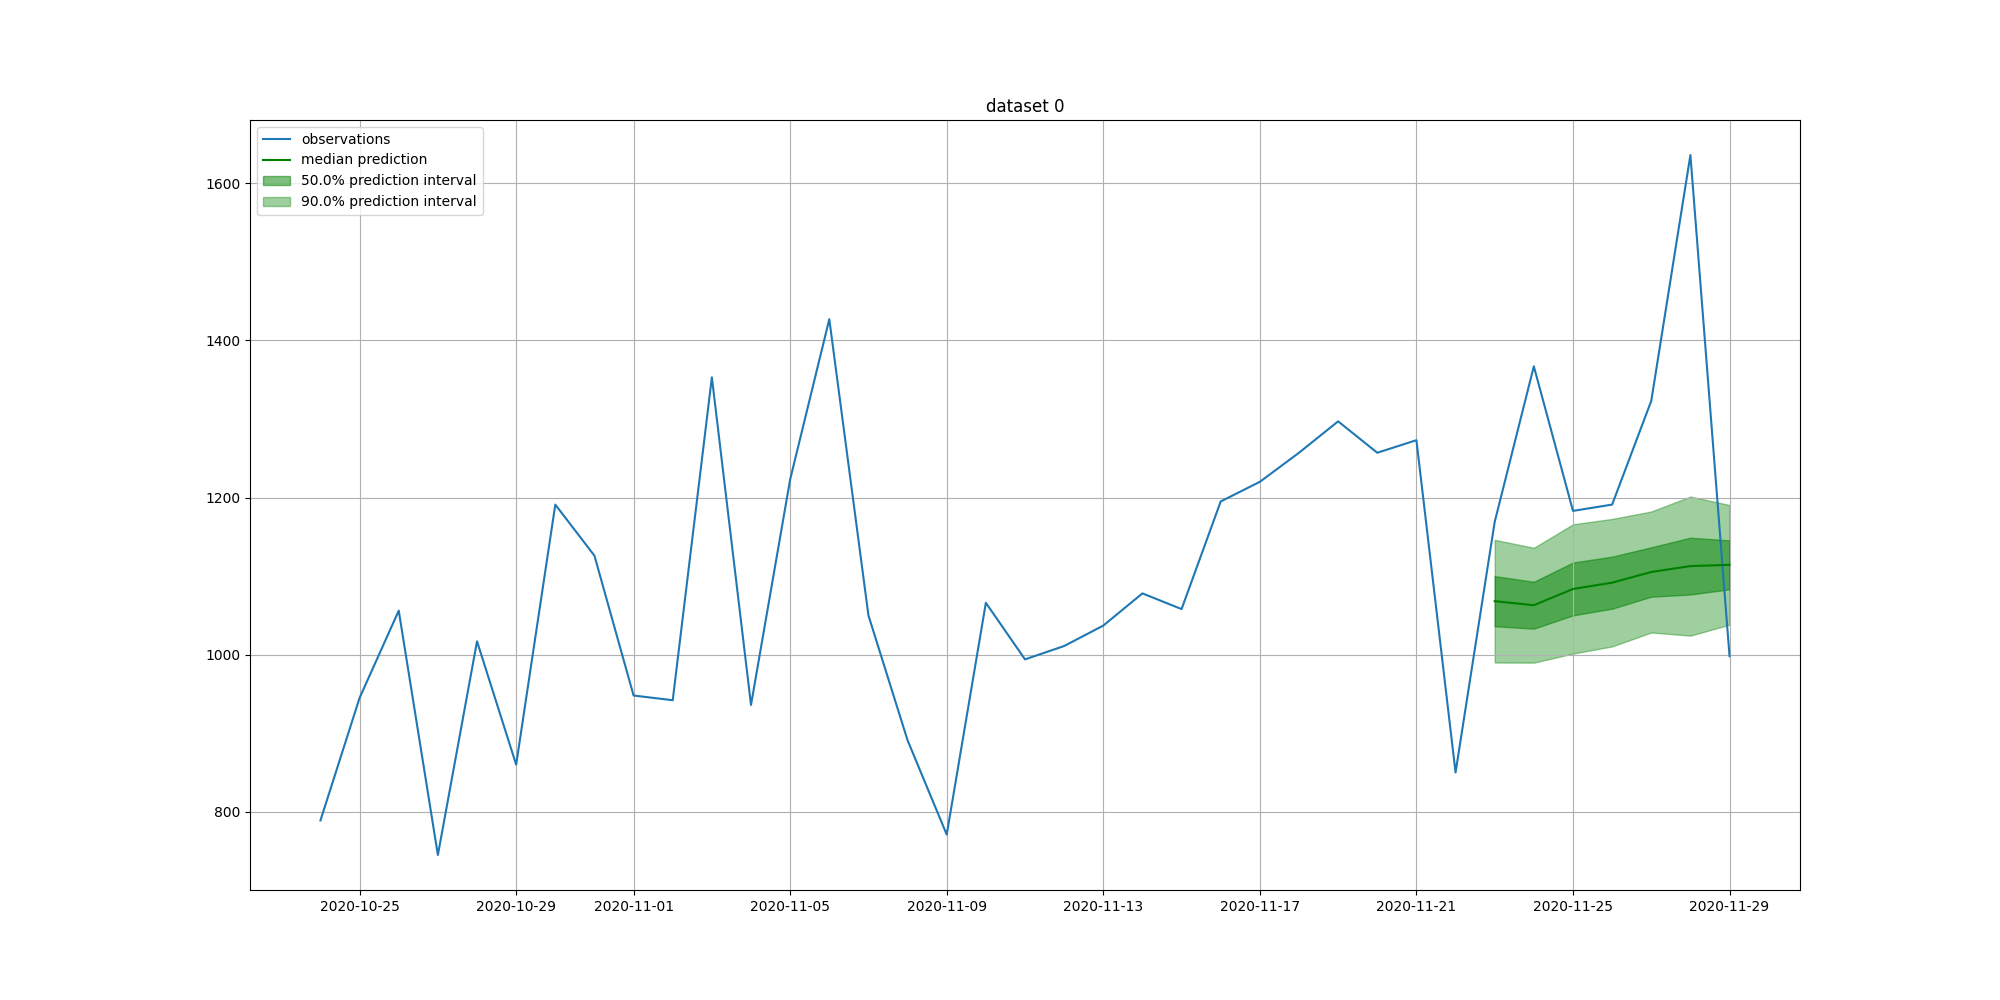 dataset 0
observations
median prediction
50.0% prediction interval
90.0% prediction interval
1600
1400
1200
1000
800
2020-10-25 2020-10-29 2020-11-01 2020-11-05 2020-11-09 2020-11-13 2020-11-17 2020-11-21 2020-11-25 2020-11-29